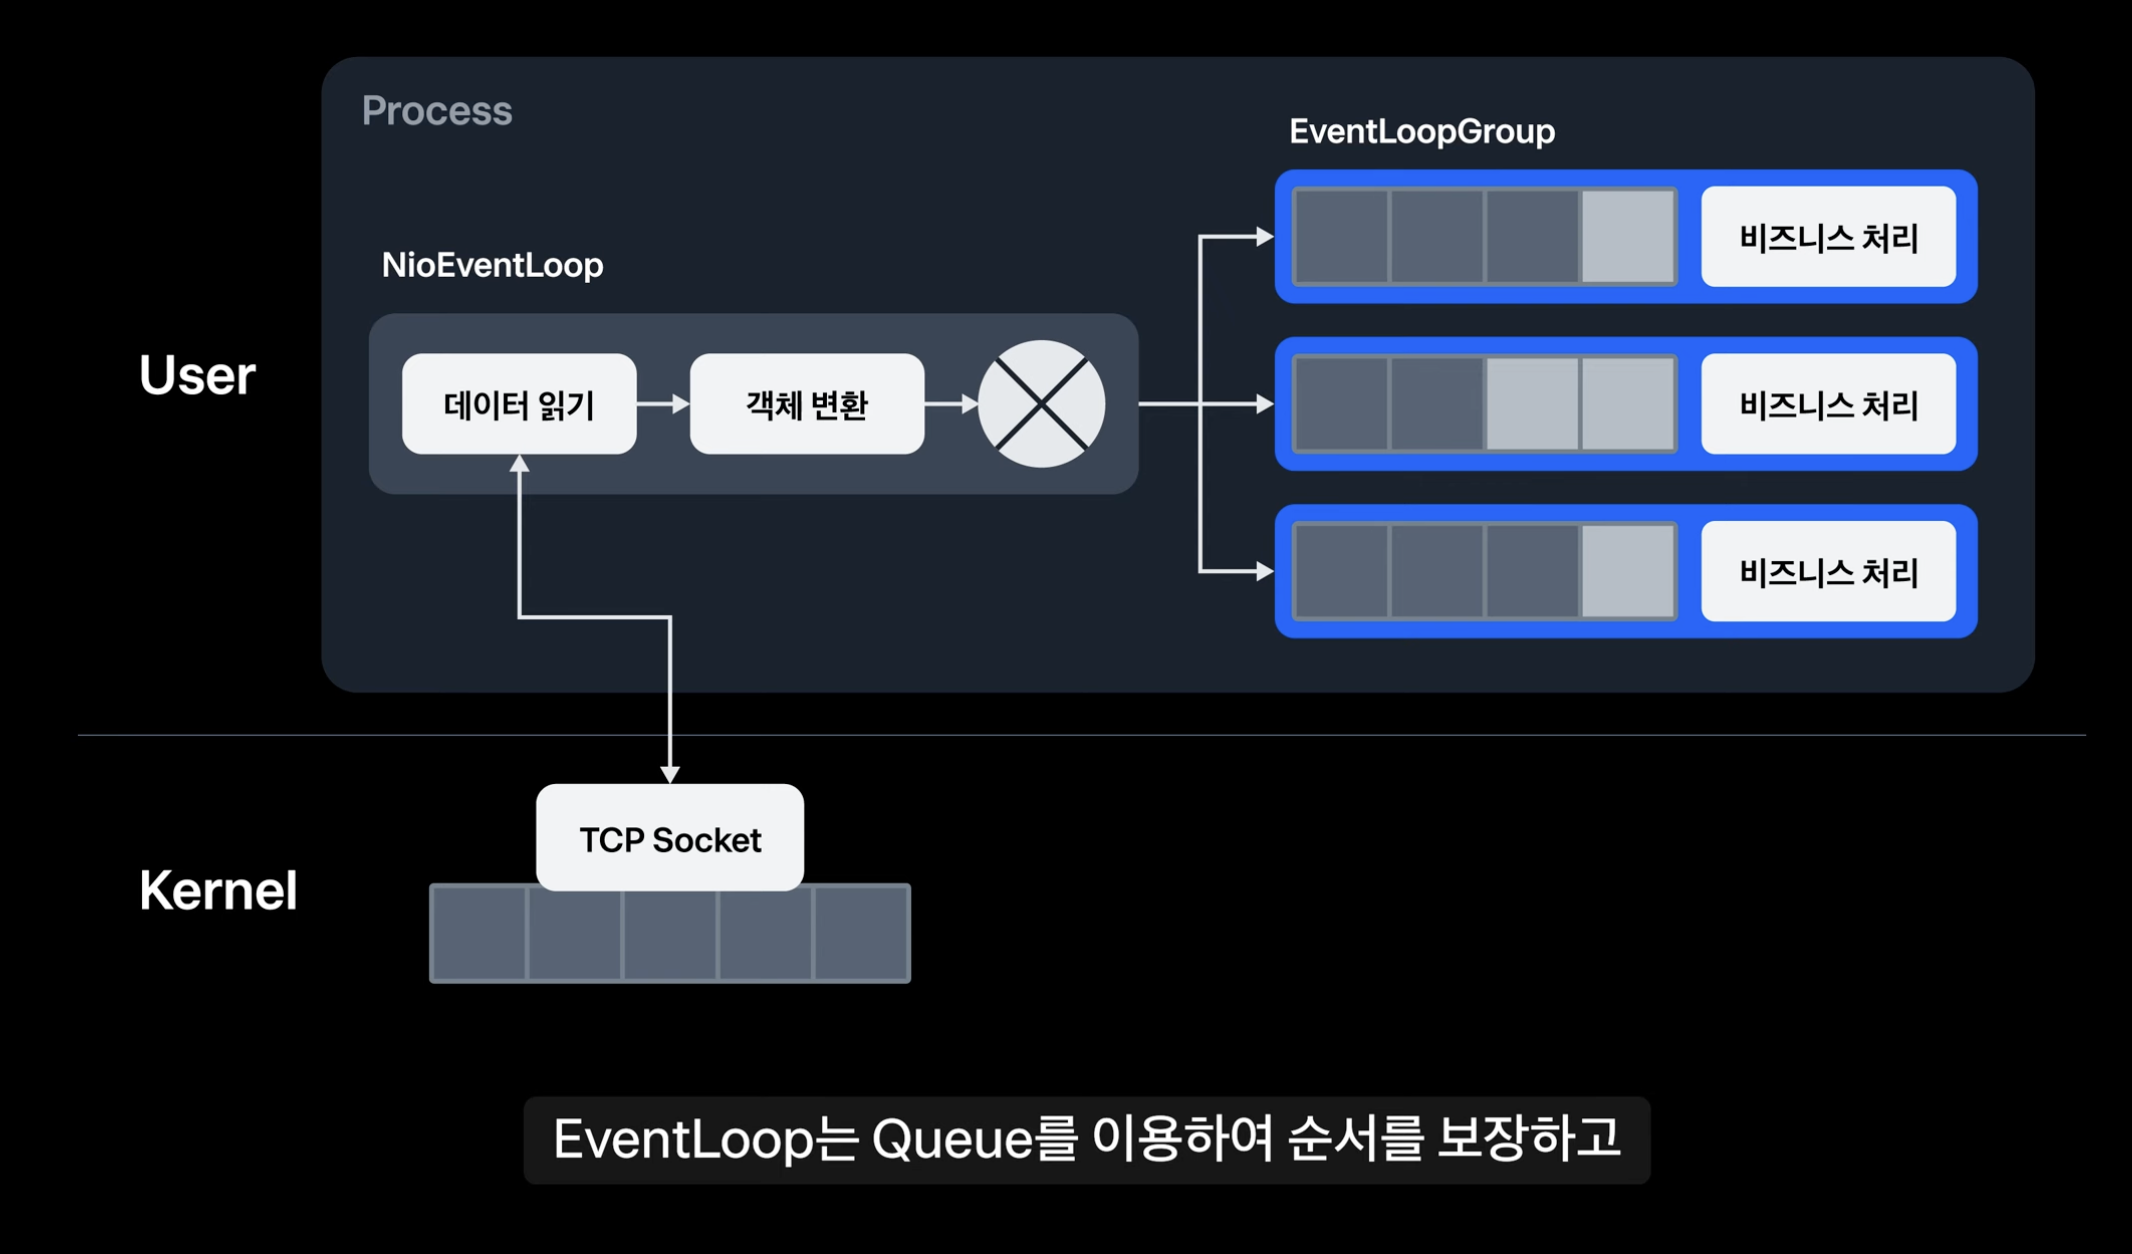 Process
EventLoopGroup
비즈니스 처리
NioEventLoop
User
데이터 읽기
객체 변환
비즈니스 처리
비즈니스 처리
TCP Socket
Kernel
EventLoop는 Queue를 이용하여 순서를 보장하고